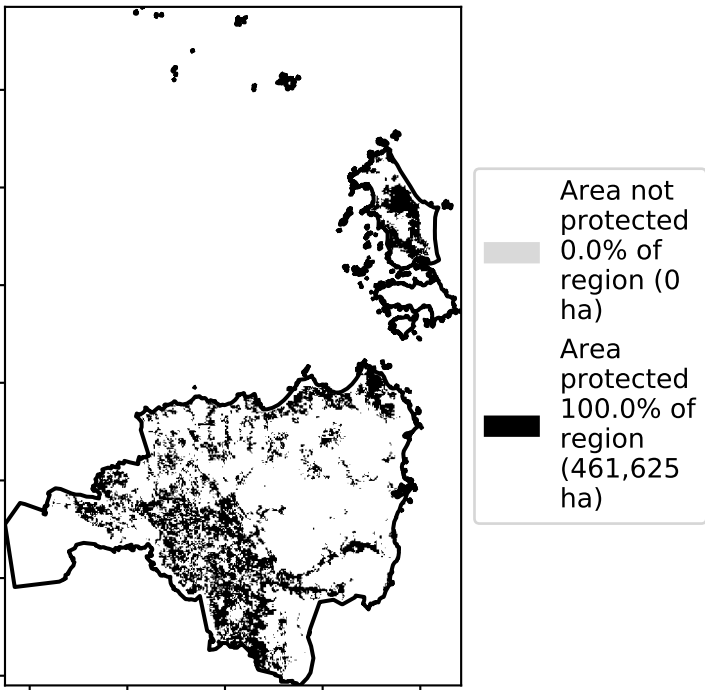 Area not
protected
0.0% of
region (0
ha)
Area
protected
100.0% of
region
(461,625
ha)